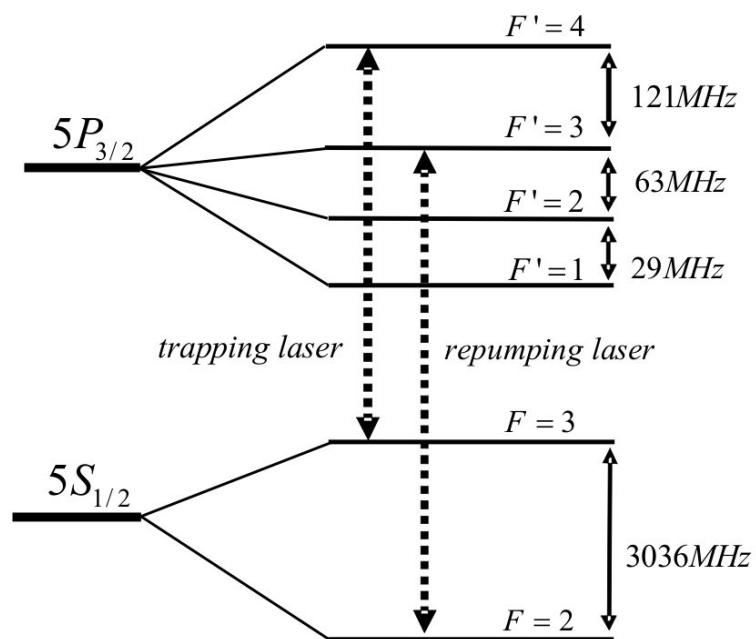 F' = 4
121MHz
5P3/2
F' = 3
63MHz
F' = 2
29MHz
F' = 1
trapping laser
repumping laser
F = 3
5S1/2
3036MHz
F = 2